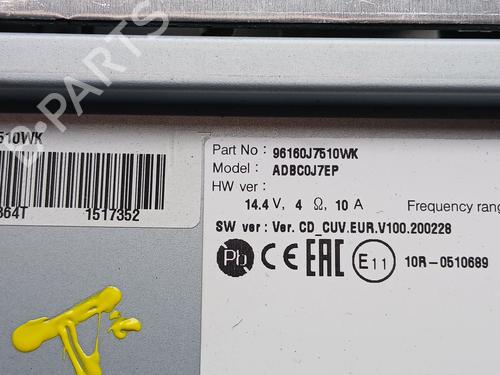 B-PARTS
510WK
864T
1517352
Part No : 96160J7510WK
Model : ADBC0J7EP
HW ver :
14.4 V, 4 Ω, 10 A
Frequency rang
SW ver : Ver. CD_CUV.EUR.V100.200228
Pb CE EAC E11 10R-0510689